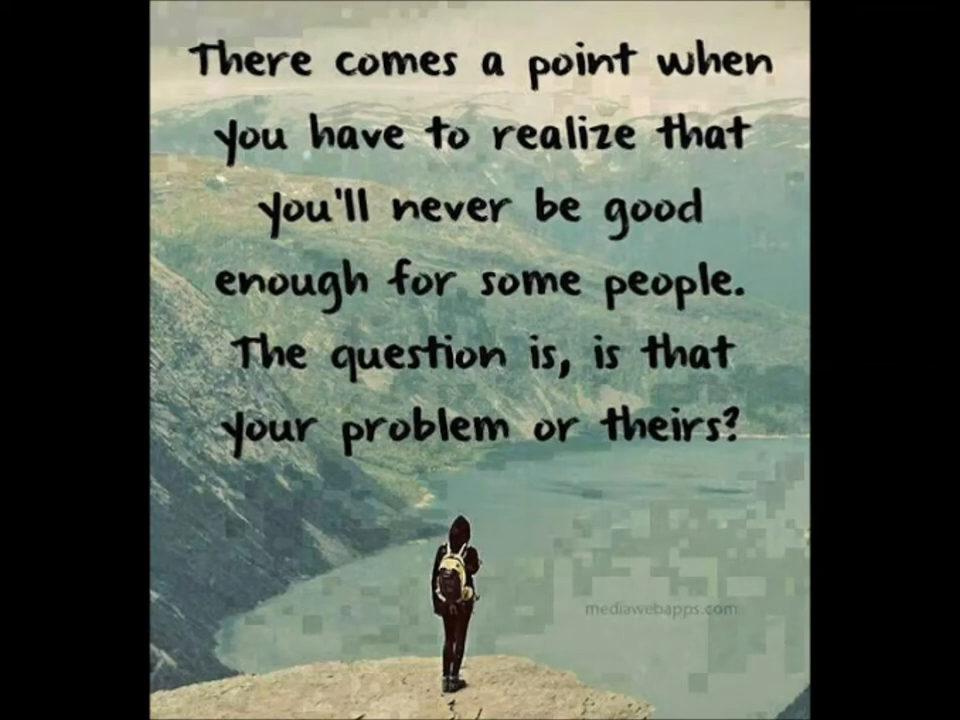 There comes a point when
you have to realize that
you'll never be good
enough for some people.
The question is, is that
your problem or theirs?
mediawebapps.com